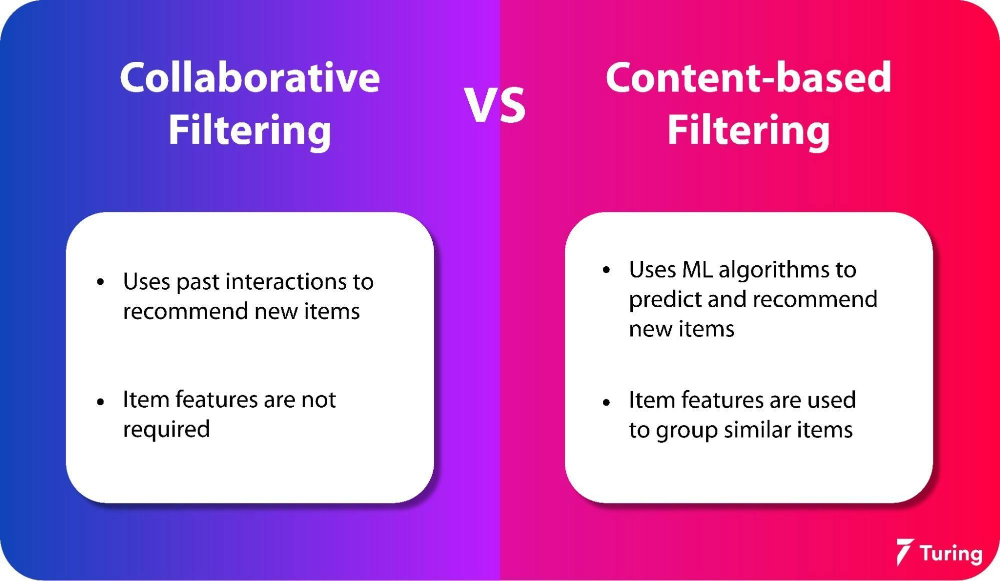 Collaborative
Filtering
VS
Content-based
Filtering
• Uses past interactions to
recommend new items
• Item features are not
required
• Uses ML algorithms to
predict and recommend
new items
• Item features are used
to group similar items
Turing